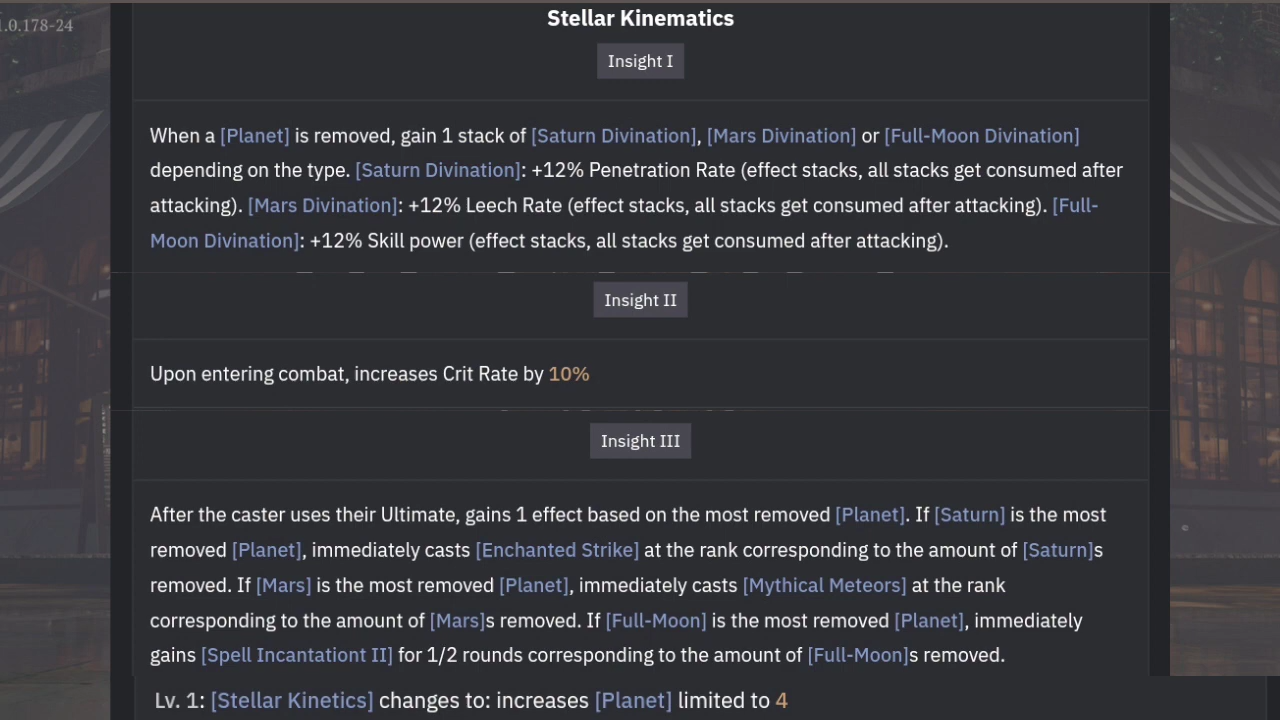 1.0.178-24
Stellar Kinematics
Insight I
When a [Planet] is removed, gain 1 stack of [Saturn Divination], [Mars Divination] or [Full-Moon Divination]
depending on the type. [Saturn Divination]: +12% Penetration Rate (effect stacks, all stacks get consumed after
attacking). [Mars Divination]: +12% Leech Rate (effect stacks, all stacks get consumed after attacking). [Full-
Moon Divination]: +12% Skill power (effect stacks, all stacks get consumed after attacking).
Insight II
Upon entering combat, increases Crit Rate by 10%
Insight III
After the caster uses their Ultimate, gains 1 effect based on the most removed [Planet]. If [Saturn] is the most
removed [Planet], immediately casts [Enchanted Strike] at the rank corresponding to the amount of [Saturn]s
removed. If [Mars] is the most removed [Planet], immediately casts [Mythical Meteors] at the rank
corresponding to the amount of [Mars]s removed. If [Full-Moon] is the most removed [Planet], immediately
gains [Spell Incantationt II] for 1/2 rounds corresponding to the amount of [Full-Moon]s removed.
Lv. 1: [Stellar Kinetics] changes to: increases [Planet] limited to 4